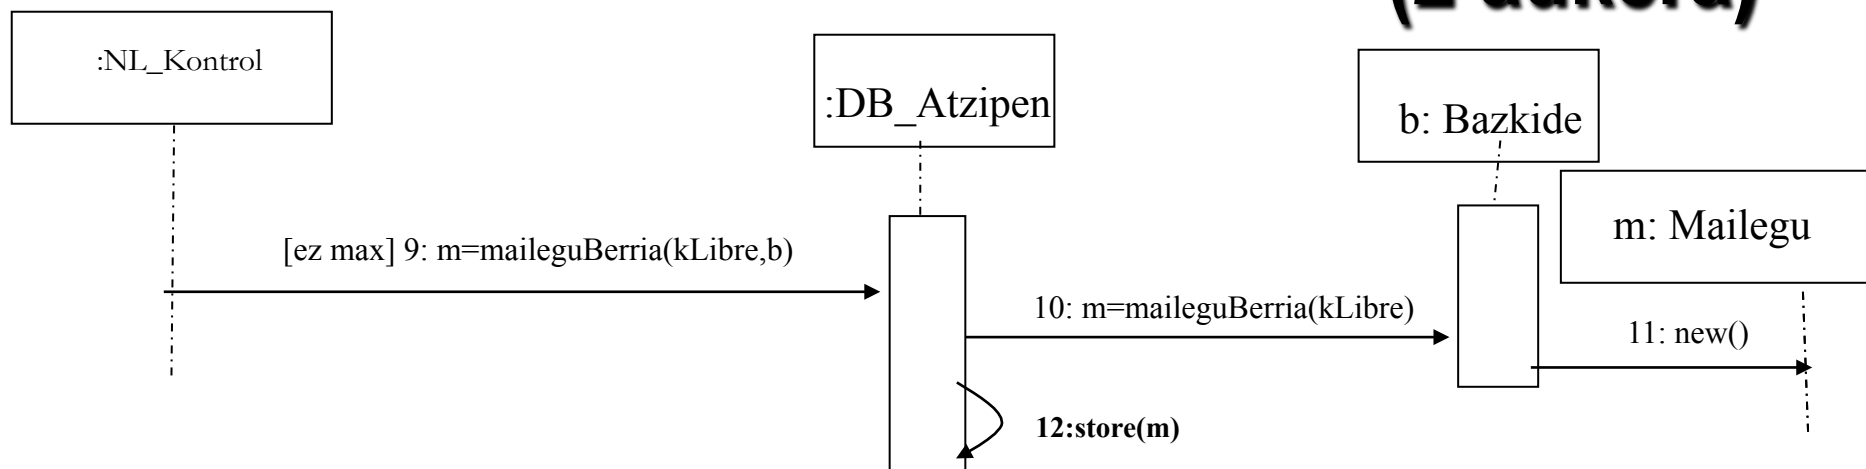 :NL_Kontrol
:DB_Atzipen
b: Bazkide
m: Mailegu
[ez max] 9: m=maileguBerria(kLibre,b)
10: m=maileguBerria(kLibre)
11: new()
12:store(m)